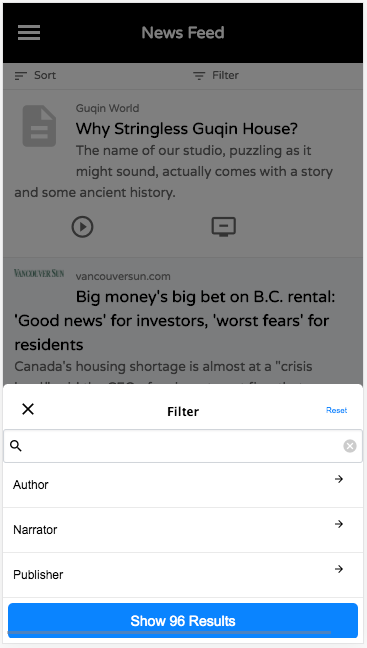 News Feed
Sort Filter
Guqin World
Why Stringless Guqin House?
The name of our studio, puzzling as it
might sound, actually comes with a story
and some ancient history.
VANCOUVER SUN vancouversun.com
Big money's big bet on B.C. rental:
'Good news' for investors, 'worst fears' for
residents
Canada's housing shortage is almost at a "crisis
Filter Reset
Author
Narrator
Publisher
Show 96 Results